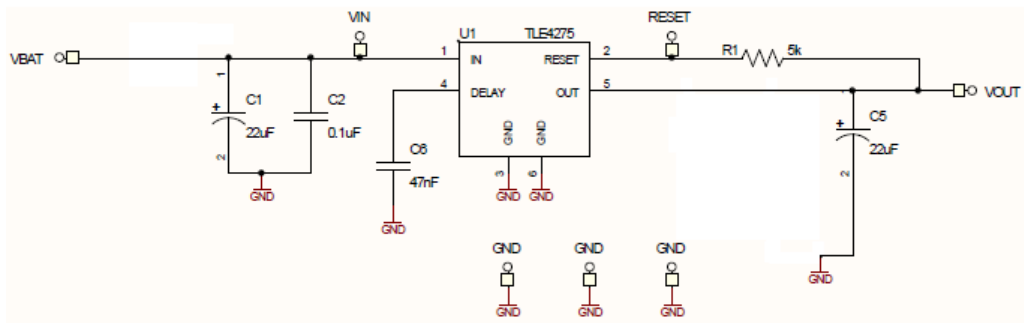 VIN
RESET
U1 TLE4275
VBAT
1 IN RESET 2
R1 5k
4 DELAY OUT 5
VOUT
1
+ C1
22uF
2
C2
0.1uF
GND
C6
47nF
GND
GND GND
3 6
GND GND
+ C5
22uF
2
GND
GND GND GND
GND GND GND